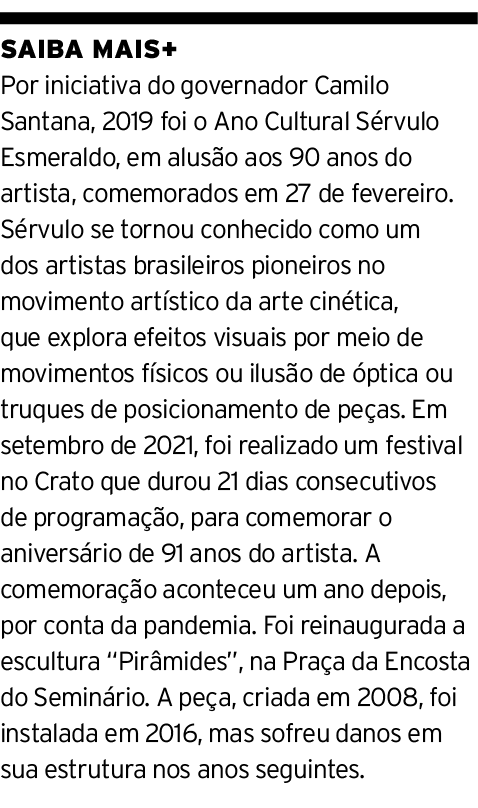 SAIBA MAIS+
Por iniciativa do governador Camilo
Santana, 2019 foi o Ano Cultural Sérvulo
Esmeraldo, em alusão aos 90 anos do
artista, comemorados em 27 de fevereiro.
Sérvulo se tornou conhecido como um
dos artistas brasileiros pioneiros no
movimento artístico da arte cinética,
que explora efeitos visuais por meio de
movimentos físicos ou ilusão de óptica ou
truques de posicionamento de peças. Em
setembro de 2021, foi realizado um festival
no Crato que durou 21 dias consecutivos
de programação, para comemorar o
aniversário de 91 anos do artista. A
comemoração aconteceu um ano depois,
por conta da pandemia. Foi reinaugurada a
escultura “Pirâmides”, na Praça da Encosta
do Seminário. A peça, criada em 2008, foi
instalada em 2016, mas sofreu danos em
sua estrutura nos anos seguintes.